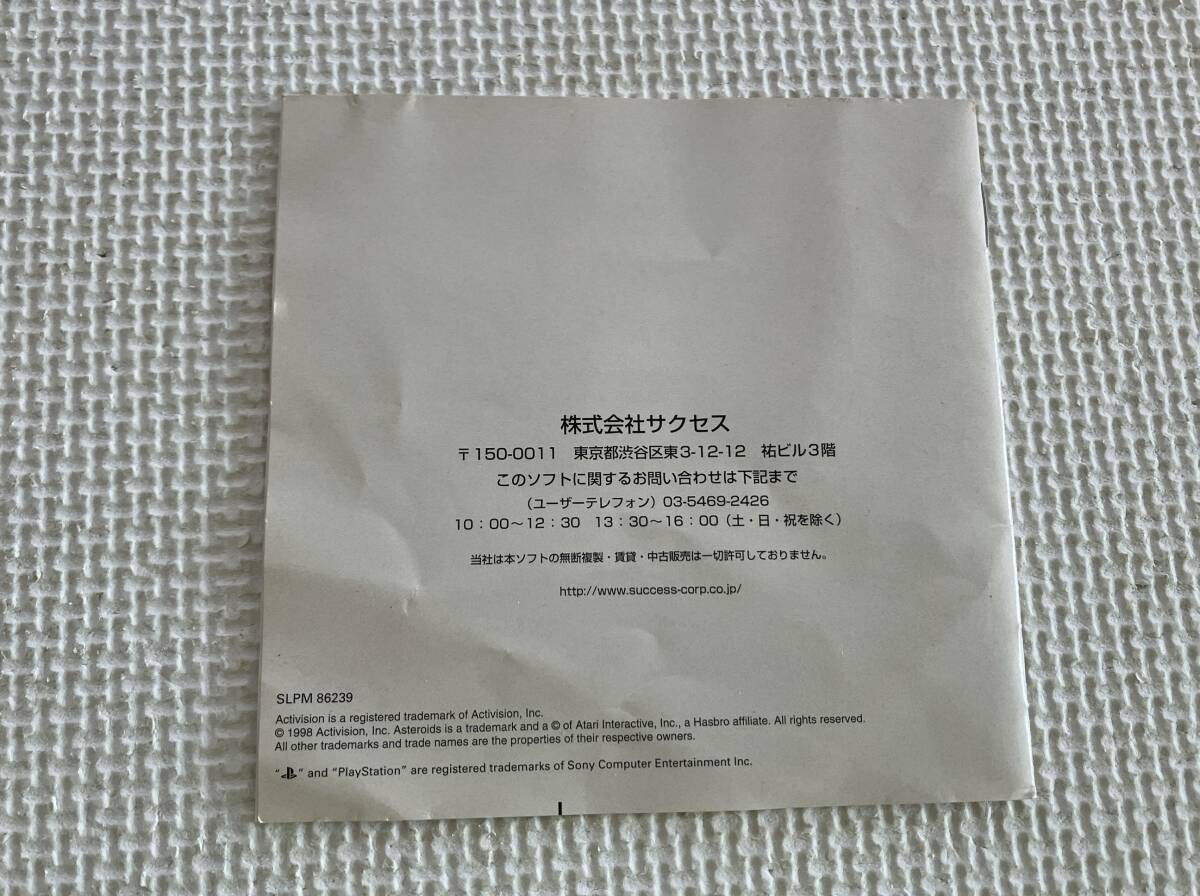 株式会社サクセス
〒150-0011 東京都渋谷区東3-12-12 祐ビル3階
このソフトに関するお問い合わせは下記まで
(ユーザーテレフォン)03-5469-2426
10:00〜12:30 13:30〜16:00(土・日・祝を除く)
当社は本ソフトの無断複製・賃貸・中古販売は一切許可しておりません。
http://www.success-corp.co.jp/
SLPM 86239
Activision is a registered trademark of Activision, Inc.
© 1998 Activision, Inc. Asteroids is a trademark and a © of Atari Interactive, Inc., a Hasbro affiliate. All rights reserved.
All other trademarks and trade names are the properties of their respective owners.
“ ” and “PlayStation” are registered trademarks of Sony Computer Entertainment Inc.